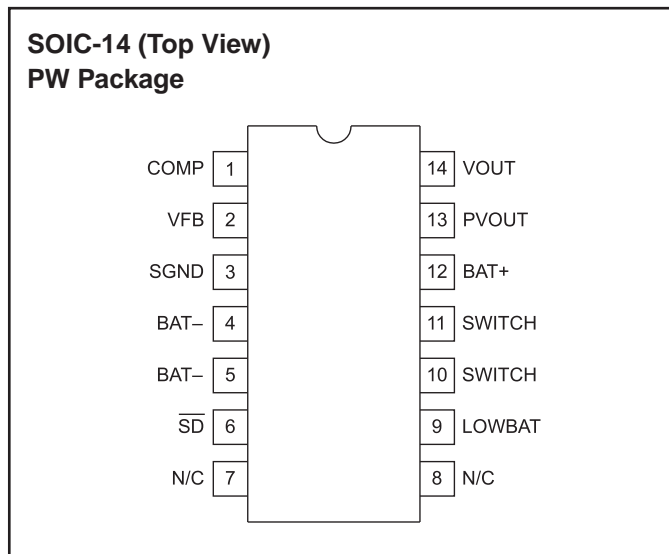 SOIC-14 (Top View)
PW Package
COMP 1 14 VOUT
VFB 2 13 PVOUT
SGND 3 12 BAT+
BAT– 4 11 SWITCH
BAT– 5 10 SWITCH
S̅D̅ 6 9 LOWBAT
N/C 7 8 N/C